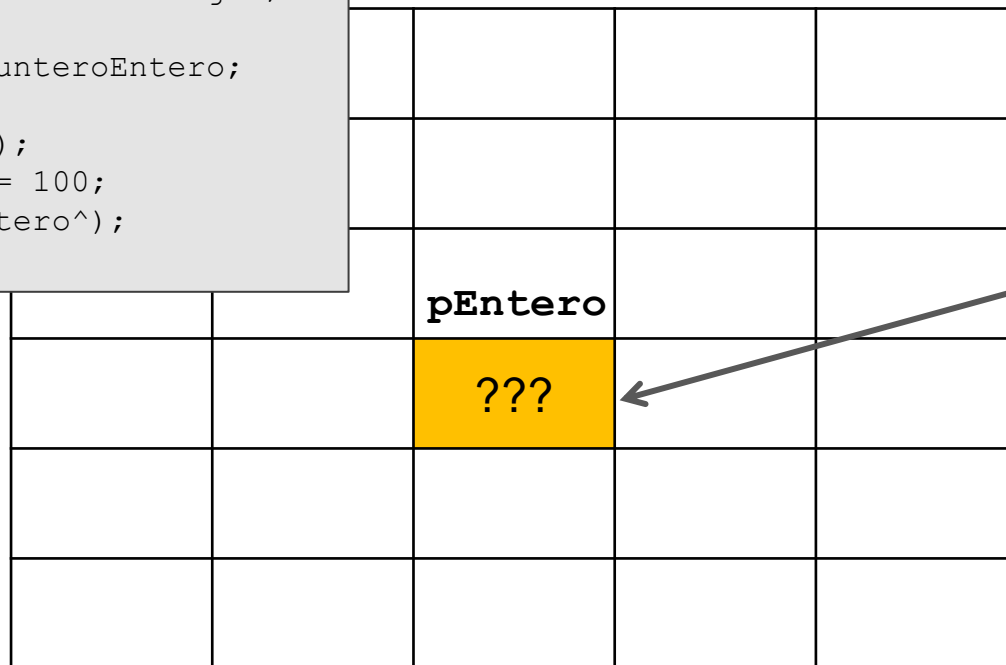 unteroEntero;
);
= 100;
tero^);
pEntero
???